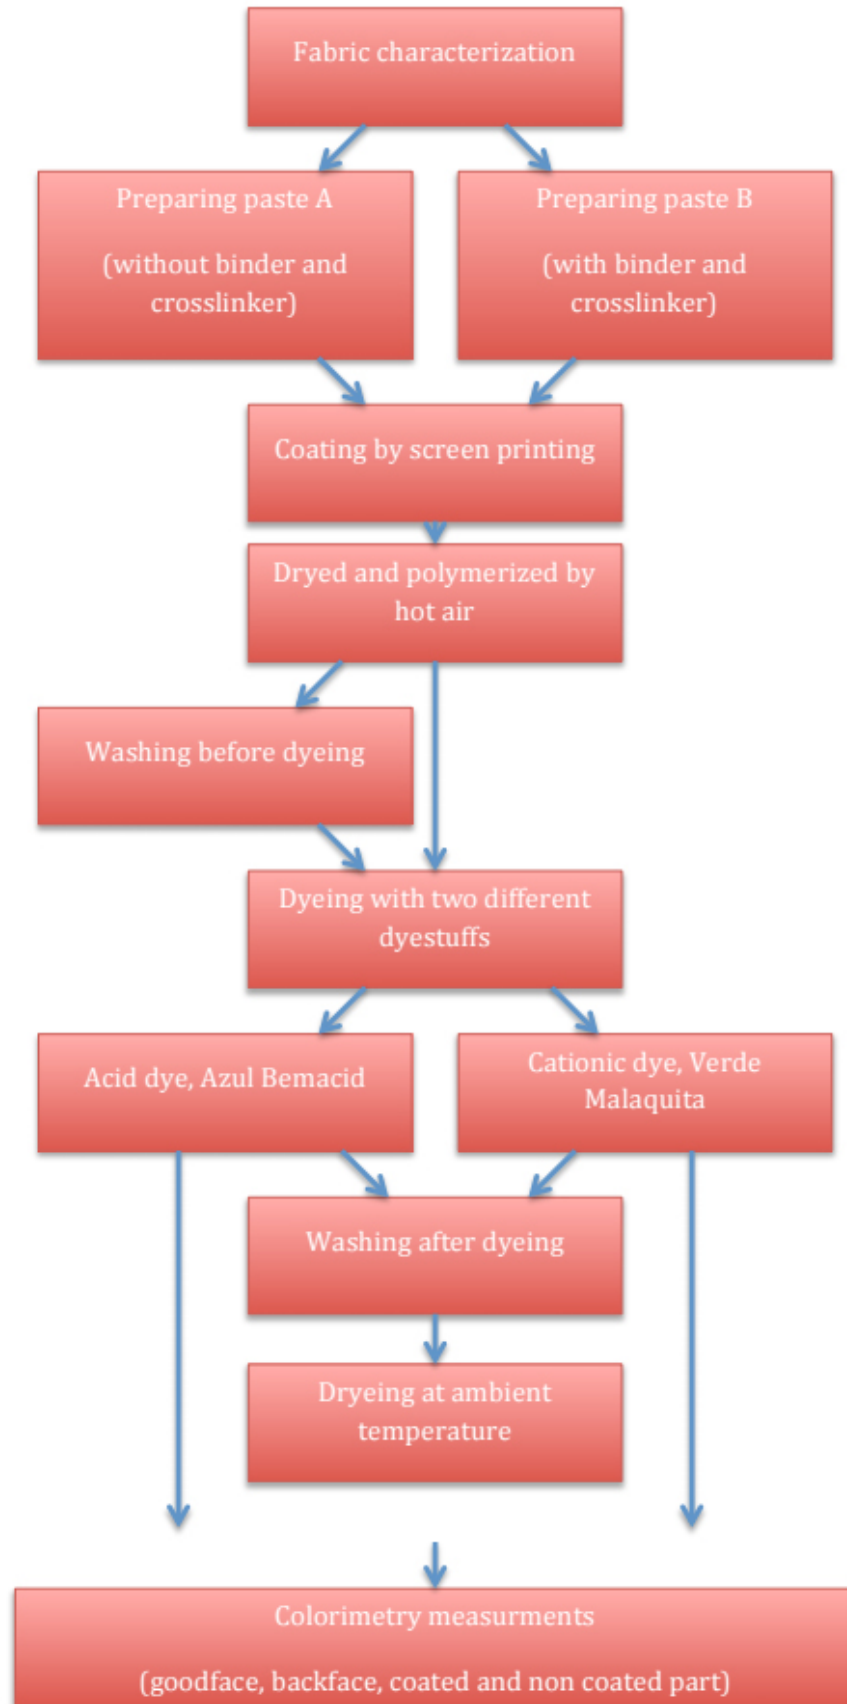 Fabric characterization
Preparing paste A
(without binder and
crosslinker)
Preparing paste B
(with binder and
crosslinker)
Coating by screen printing
Dryed and polymerized by
hot air
Washing before dyeing
Dyeing with two different
dyestuffs
Acid dye, Azul Bemacid
Cationic dye, Verde
Malaquita
Washing after dyeing
Dryeing at ambient
temperature
Colorimetry measurments
(goodface, backface, coated and non coated part)